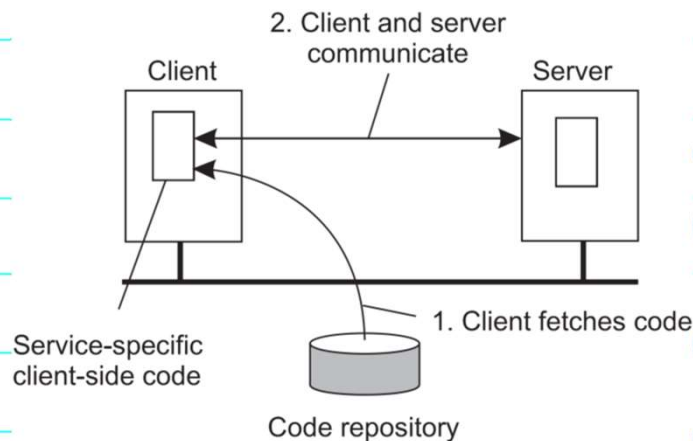 2. Client and server
communicate
Client
Server
1. Client fetches code
Service-specific
client-side code
Code repository